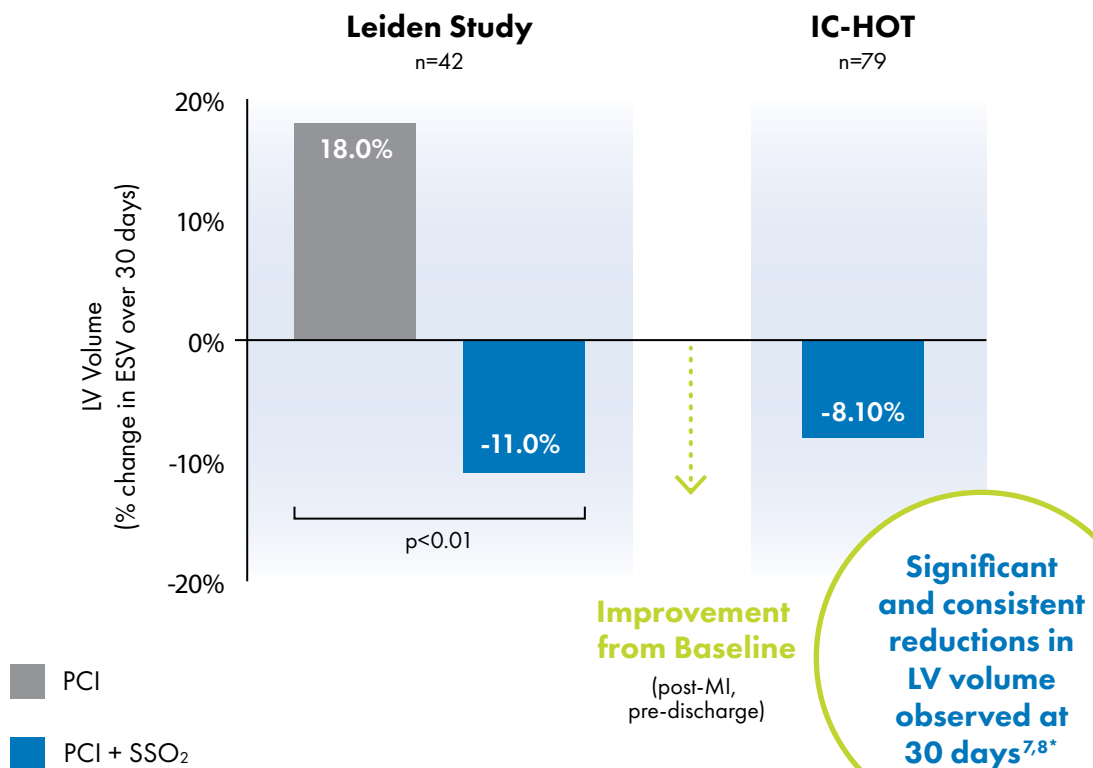 Leiden Study
n=42
IC-HOT
n=79
LV Volume
(% change in ESV over 30 days)
20%
10%
0%
-10%
-20%
18.0%
-11.0%
-8.10%
p<0.01
Improvement
from Baseline
(post-MI,
pre-discharge)
Significant
and consistent
reductions in
LV volume
observed at
30 days⁷,⁸*
PCI
PCI + SSO₂